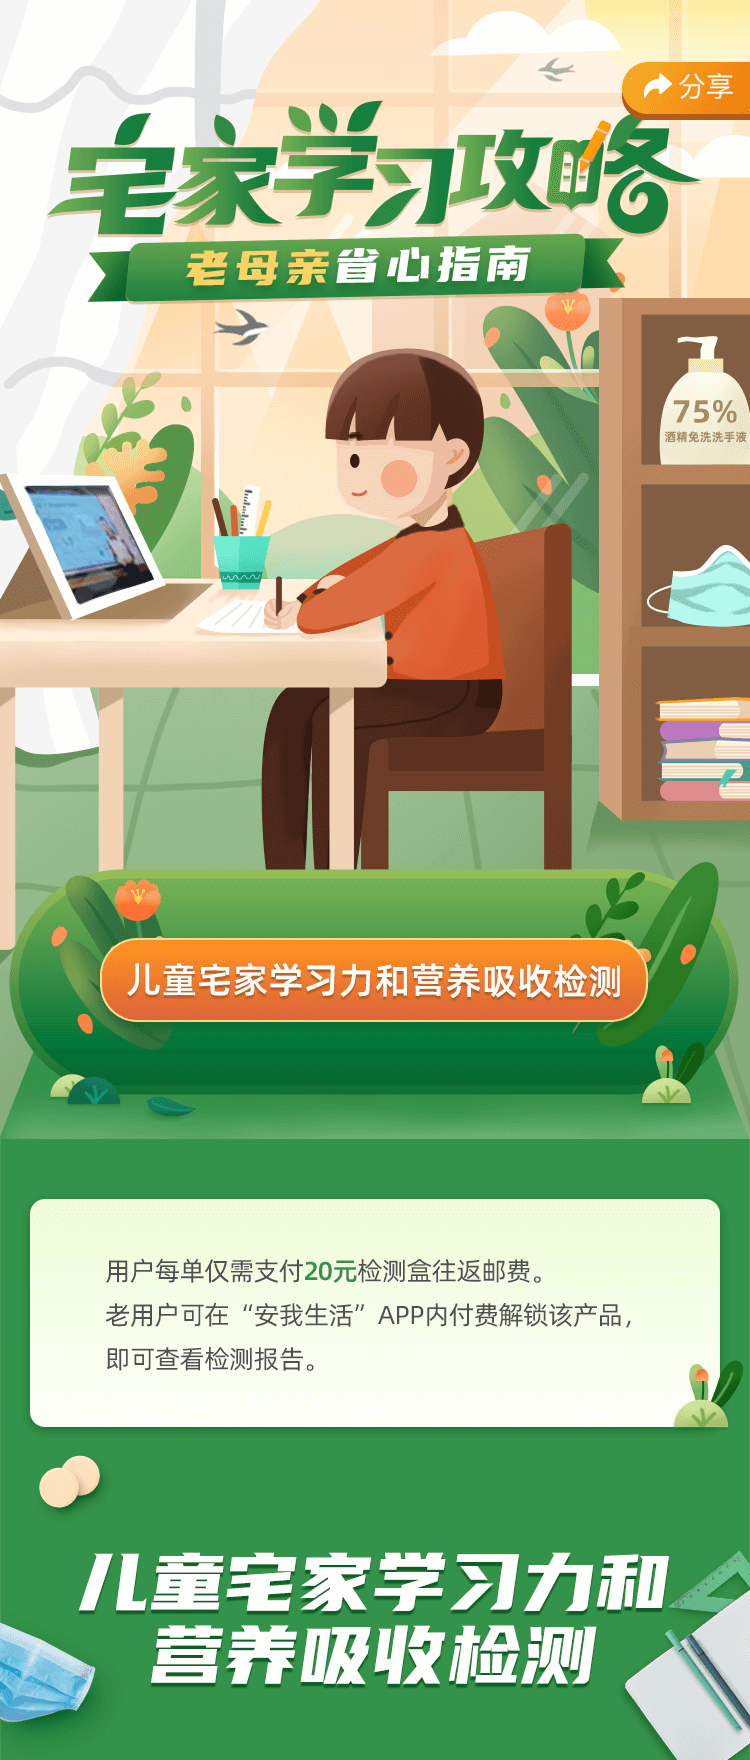 分享
宅家学习攻略
老母亲省心指南
75%
酒精免洗洗手液
儿童宅家学习力和营养吸收检测
用户每单仅需支付20元检测盒往返邮费。
老用户可在“安我生活”APP内付费解锁该产品，
即可查看检测报告。
儿童宅家学习力和
营养吸收检测